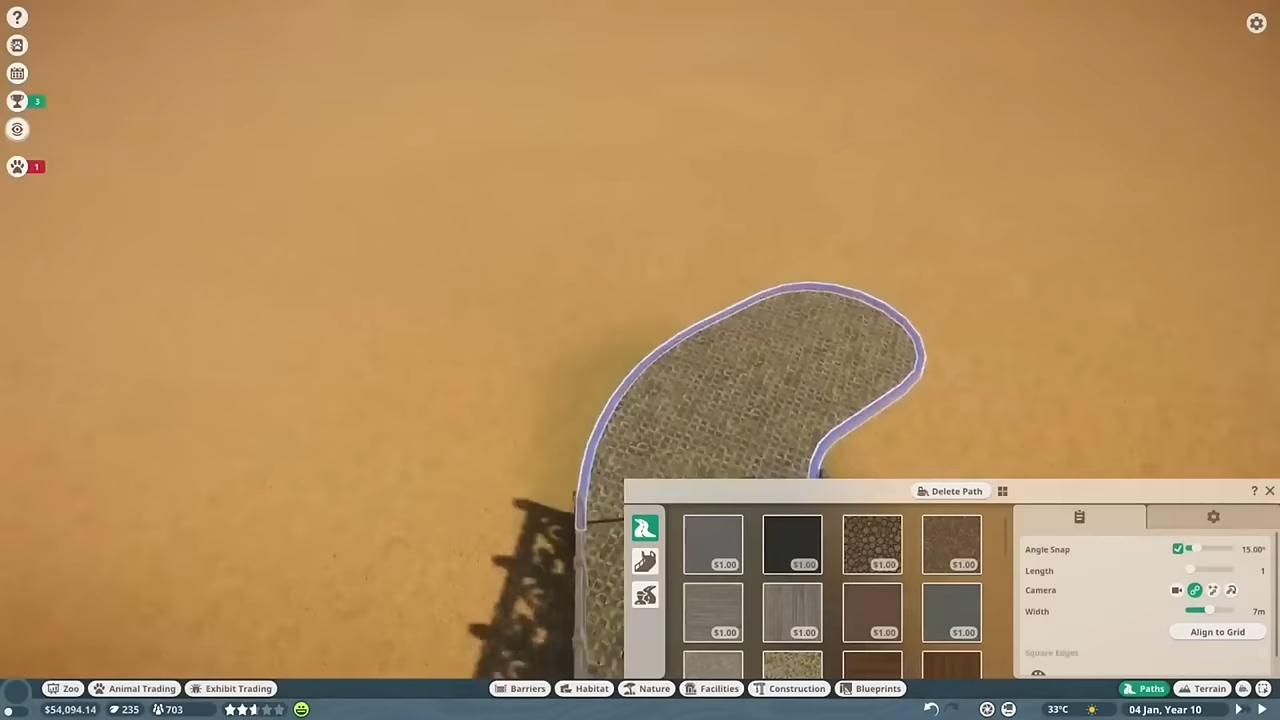 ?
3
1
Delete Path
?
$1.00
$1.00
$1.00
$1.00
$1.00
$1.00
$1.00
$1.00
Angle Snap
15.00°
Length
1
Camera
Width
7m
Align to Grid
Square Edges
Zoo
Animal Trading
Exhibit Trading
Barriers
Habitat
Nature
Facilities
Construction
Blueprints
Paths
Terrain
$54,094.14
235
703
33°C
04 Jan, Year 10